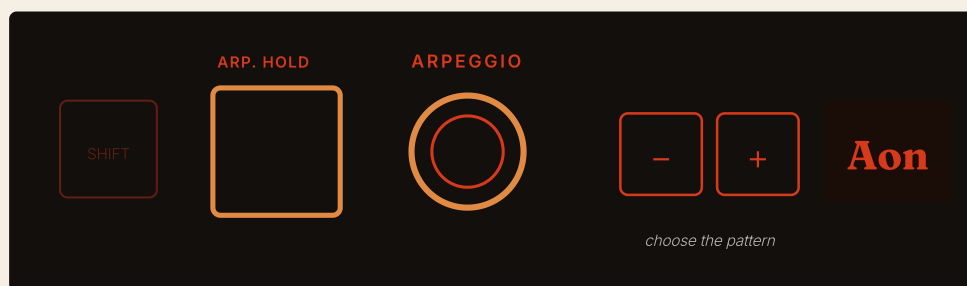 ARP. HOLD
ARPEGGIO
SHIFT
− +
Aon
choose the pattern